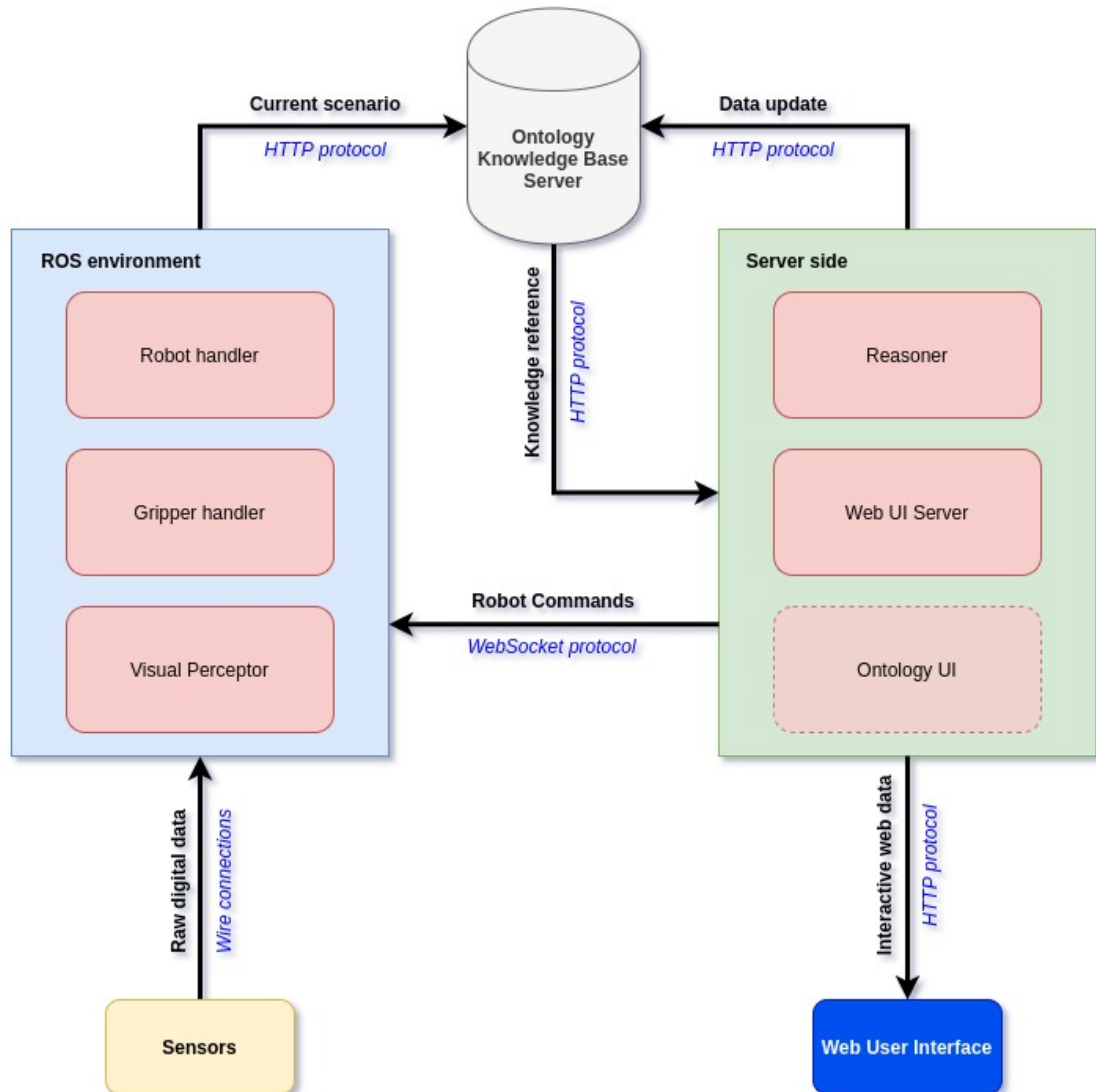 Current scenario
HTTP protocol
Ontology
Knowledge Base
Server
Data update
HTTP protocol
ROS environment
Robot handler
Gripper handler
Visual Perceptor
Knowledge reference
HTTP protocol
Server side
Reasoner
Web UI Server
Ontology UI
Robot Commands
WebSocket protocol
Raw digital data
Wire connections
Interactive web data
HTTP protocol
Sensors
Web User Interface